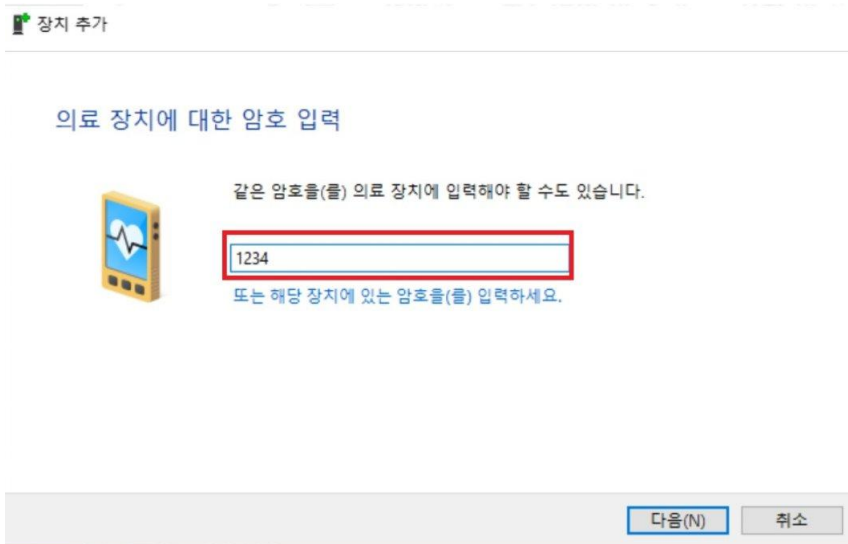 장치 추가
의료 장치에 대한 암호 입력
같은 암호을(를) 의료 장치에 입력해야 할 수도 있습니다.
1234
또는 해당 장치에 있는 암호을(를) 입력하세요.
다음(N) 취소